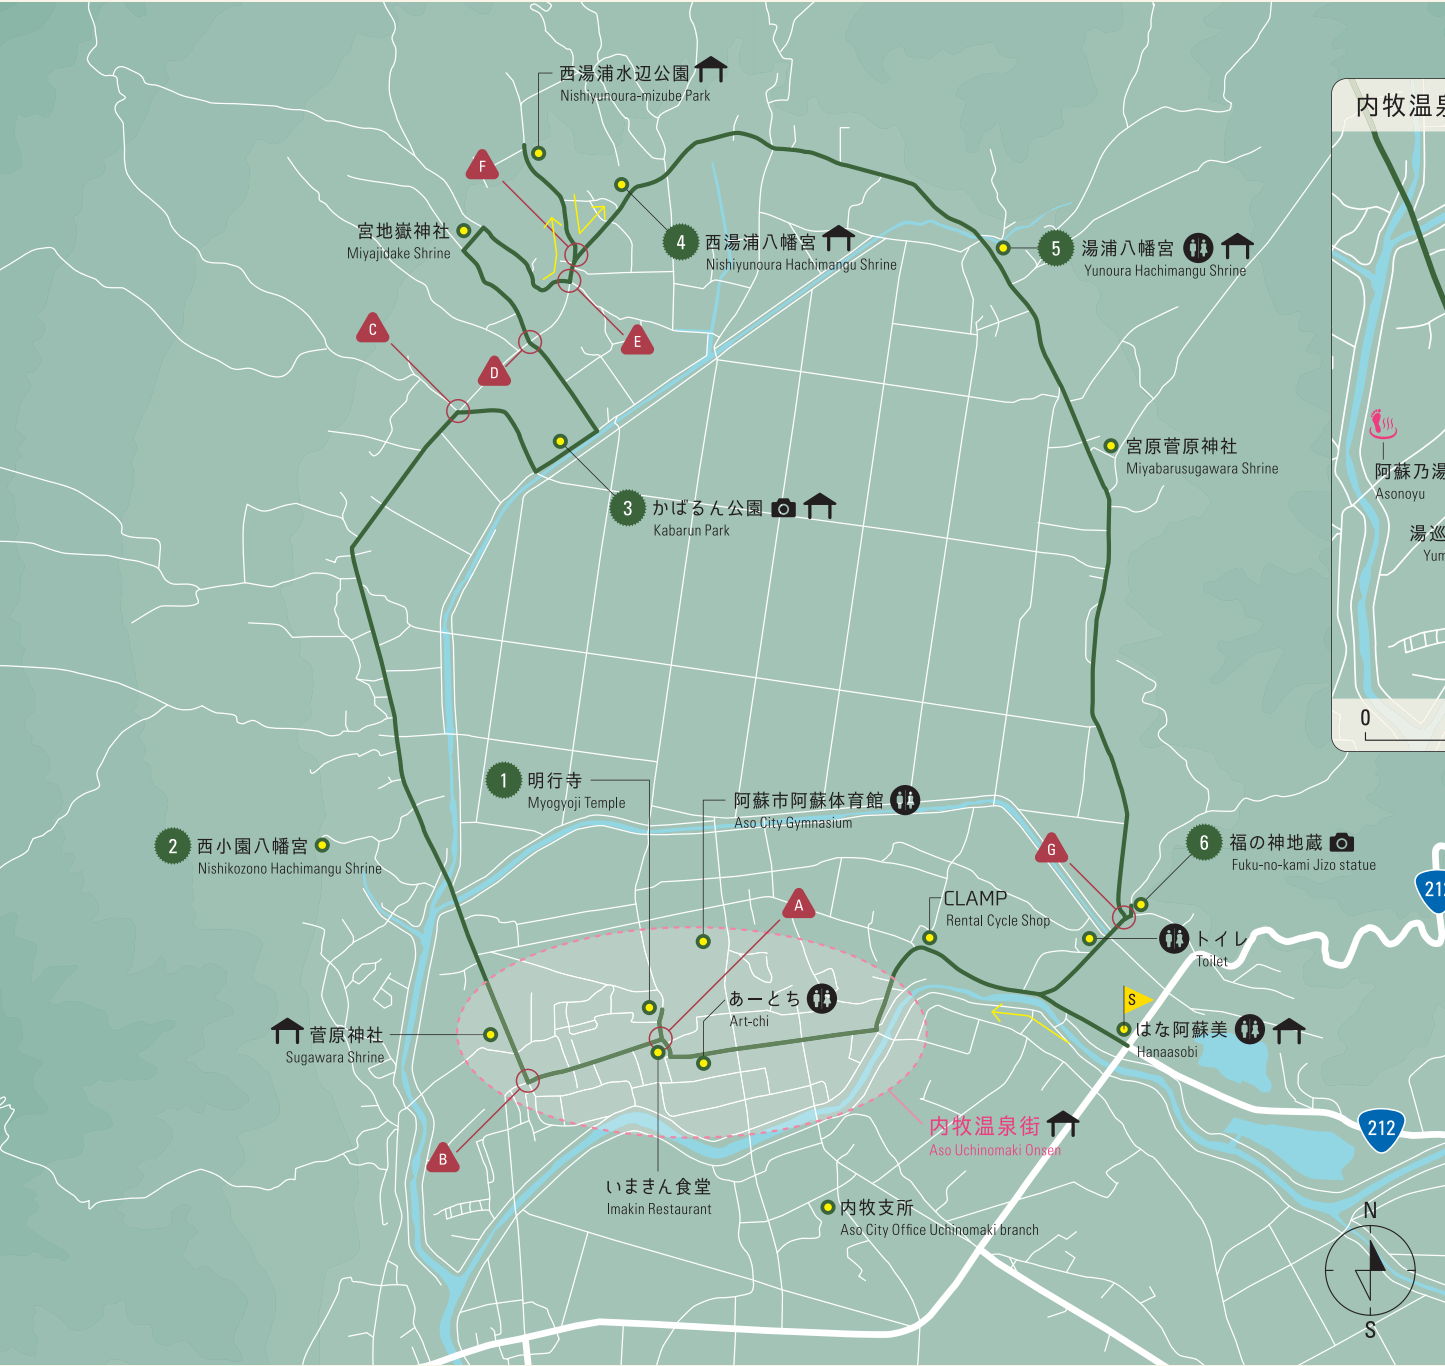 西湯浦水辺公園
Nishiyunoura-mizube Park
F
宮地嶽神社
Miyajidake Shrine
4 西湯浦八幡宮
Nishiyunoura Hachimangu Shrine
5 湯浦八幡宮
Yunoura Hachimangu Shrine
C
D
E
宮原菅原神社
Miyabarusugawara Shrine
3 かばるん公園
Kabarun Park
内牧温泉
阿蘇乃湯
Asonoyu
湯巡
Yum
0
1 明行寺
Myogyoji Temple
阿蘇市阿蘇体育館
Aso City Gymnasium
2 西小園八幡宮
Nishikozono Hachimangu Shrine
G
6 福の神地蔵
Fuku-no-kami Jizo statue
212
A
CLAMP
Rental Cycle Shop
トイレ
Toilet
あーとち
Art-chi
S
はな阿蘇美
Hanaasobi
菅原神社
Sugawara Shrine
B
内牧温泉街
Aso Uchinomaki Onsen
212
いまきん食堂
Imakin Restaurant
内牧支所
Aso City Office Uchinomaki branch
N
S